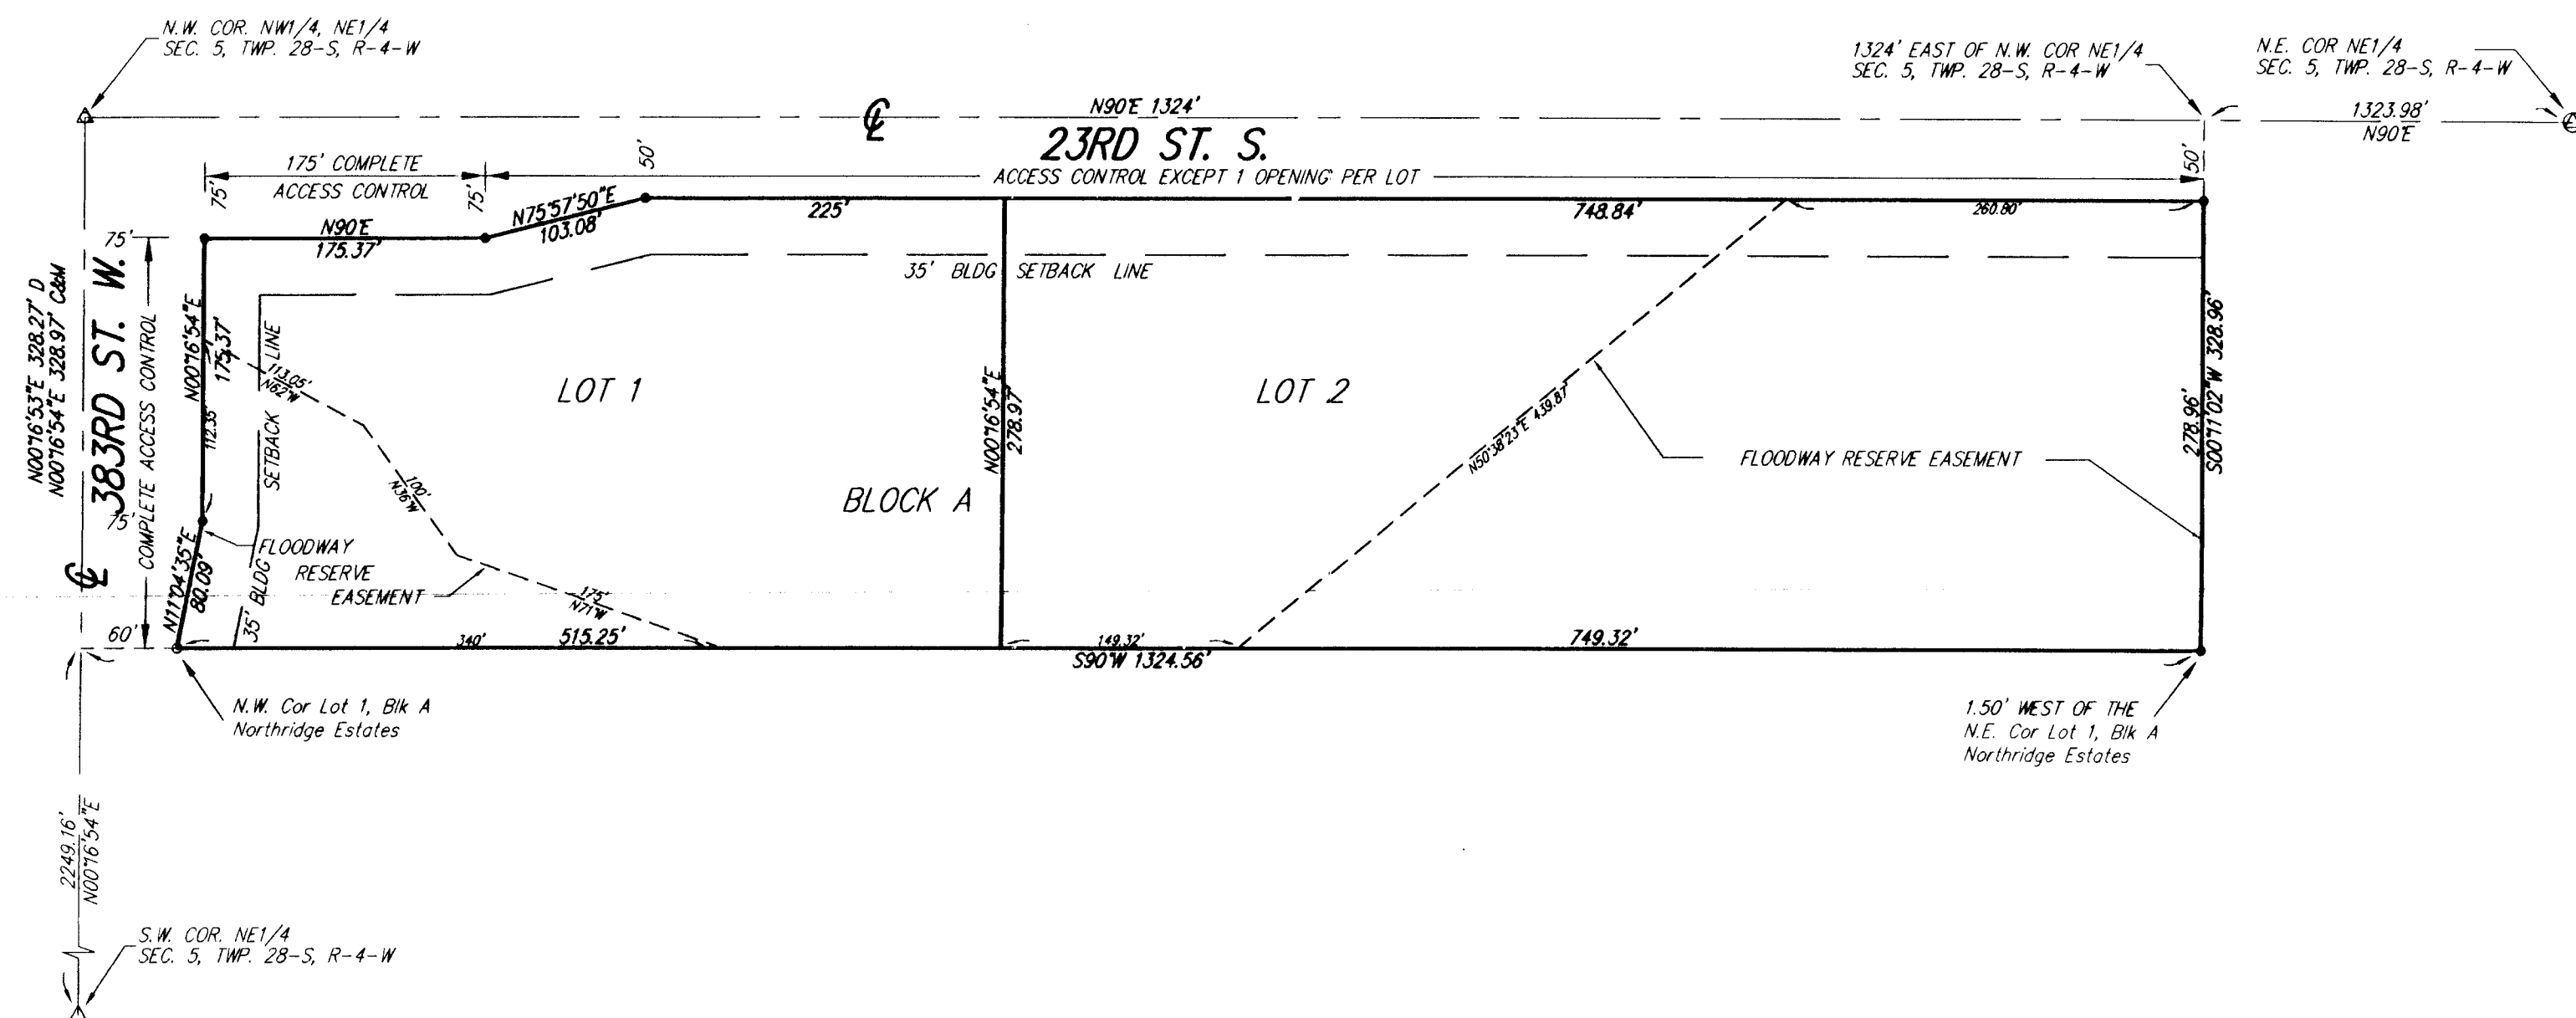 N.W. COR. NW1/4, NE1/4
SEC. 5, TWP. 28-S, R-4-W
1324' EAST OF N.W. COR NE1/4
SEC. 5, TWP. 28-S, R-4-W
N.E. COR NE1/4
SEC. 5, TWP. 28-S, R-4-W
N90°E 1324'
1323.98'
N90°E
23RD ST. S.
175' COMPLETE
ACCESS CONTROL
75'
75'
50'
50'
ACCESS CONTROL EXCEPT 1 OPENING PER LOT
N90°E
175.37'
N75°57'50"E
103.08'
225'
748.84'
260.80'
35' BLDG SETBACK LINE
N00°16'53"E 328.27' D
N00°16'54"E 328.97' C&M
383RD ST. W.
75'
75'
60'
COMPLETE ACCESS CONTROL
N00°16'54"E
175.37'
112.35'
N11°04'35"E
80.09'
35' BLDG SETBACK LINE
113.05'
N62°W
100'
N36°W
175'
N71°W
FLOODWAY
RESERVE
EASEMENT
LOT 1
BLOCK A
N00°16'54"E
278.97'
LOT 2
N50°38'23"E 439.87'
FLOODWAY RESERVE EASEMENT
278.96'
S00°11'02"W 328.96'
340'
515.25'
149.32'
749.32'
S90°W 1324.56'
N.W. Cor Lot 1, Blk A
Northridge Estates
1.50' WEST OF THE
N.E. Cor Lot 1, Blk A
Northridge Estates
2249.16'
N00°16'54"E
S.W. COR. NE1/4
SEC. 5, TWP. 28-S, R-4-W